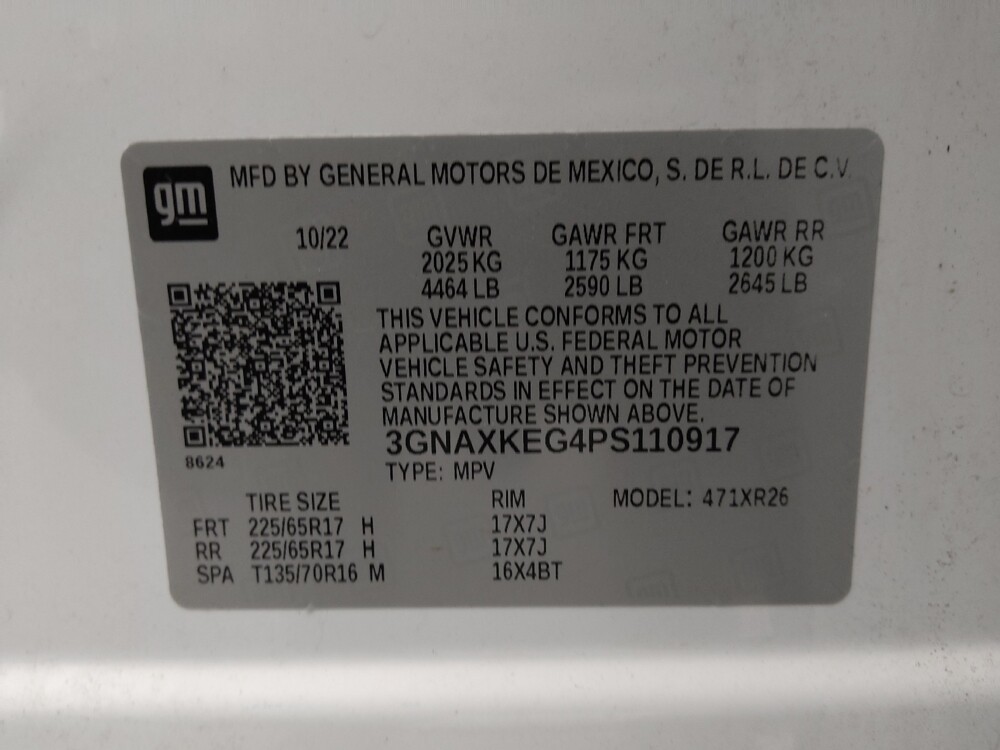 gm
MFD BY GENERAL MOTORS DE MEXICO, S. DE R.L. DE C.V.
10/22 GVWR GAWR FRT GAWR RR
2025 KG 1175 KG 1200 KG
4464 LB 2590 LB 2645 LB
THIS VEHICLE CONFORMS TO ALL
APPLICABLE U.S. FEDERAL MOTOR
VEHICLE SAFETY AND THEFT PREVENTION
STANDARDS IN EFFECT ON THE DATE OF
MANUFACTURE SHOWN ABOVE.
3GNAXKEG4PS110917
8624
TYPE: MPV
TIRE SIZE RIM MODEL: 471XR26
FRT 225/65R17 H 17X7J
RR 225/65R17 H 17X7J
SPA T135/70R16 M 16X4BT